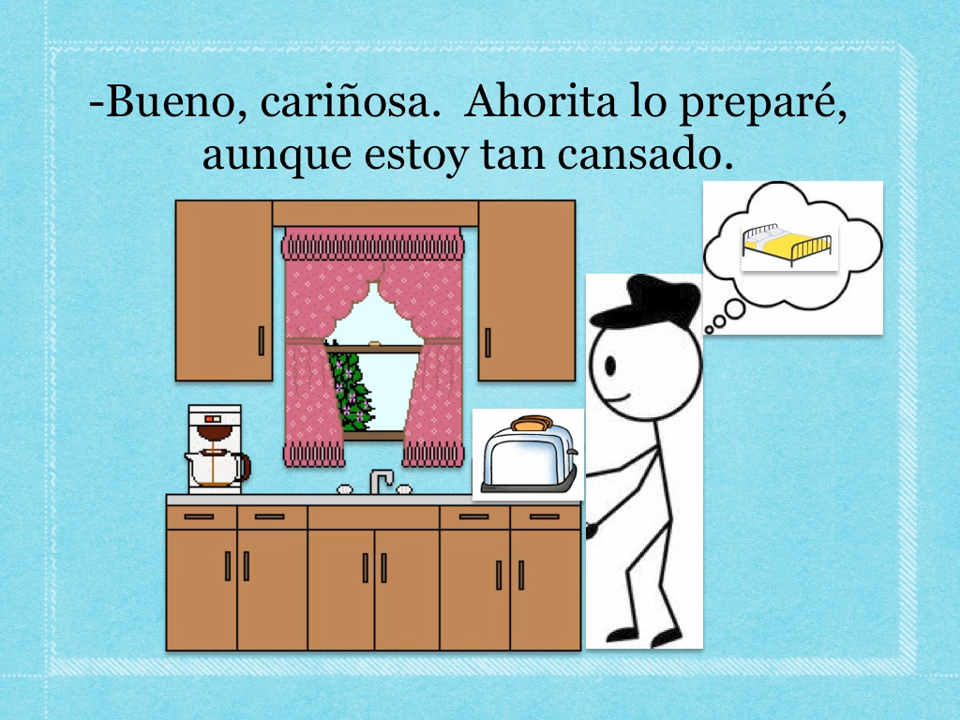 -Bueno, cariñosa.  Ahorita lo preparé,
aunque estoy tan cansado.